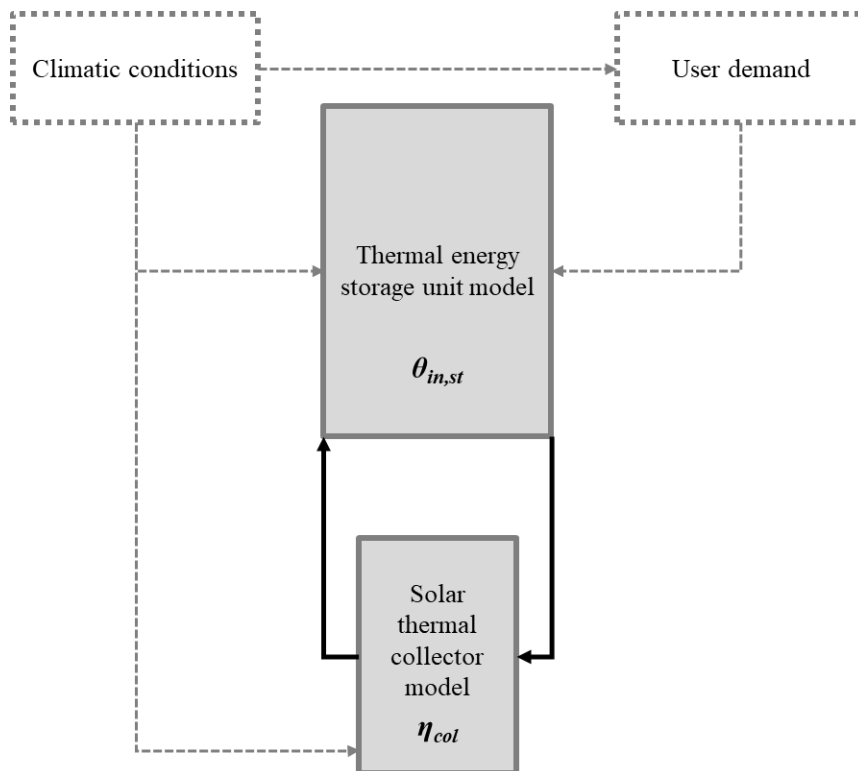 Climatic conditions
User demand
Thermal energy
storage unit model
θin,st
Solar
thermal
collector
model
ηcol